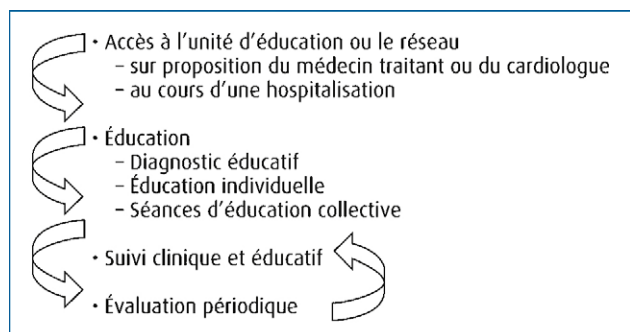 · Accès à l'unité d'éducation ou le réseau
– sur proposition du médecin traitant ou du cardiologue
– au cours d'une hospitalisation
· Éducation
– Diagnostic éducatif
– Éducation individuelle
– Séances d'éducation collective
· Suivi clinique et éducatif
· Évaluation périodique